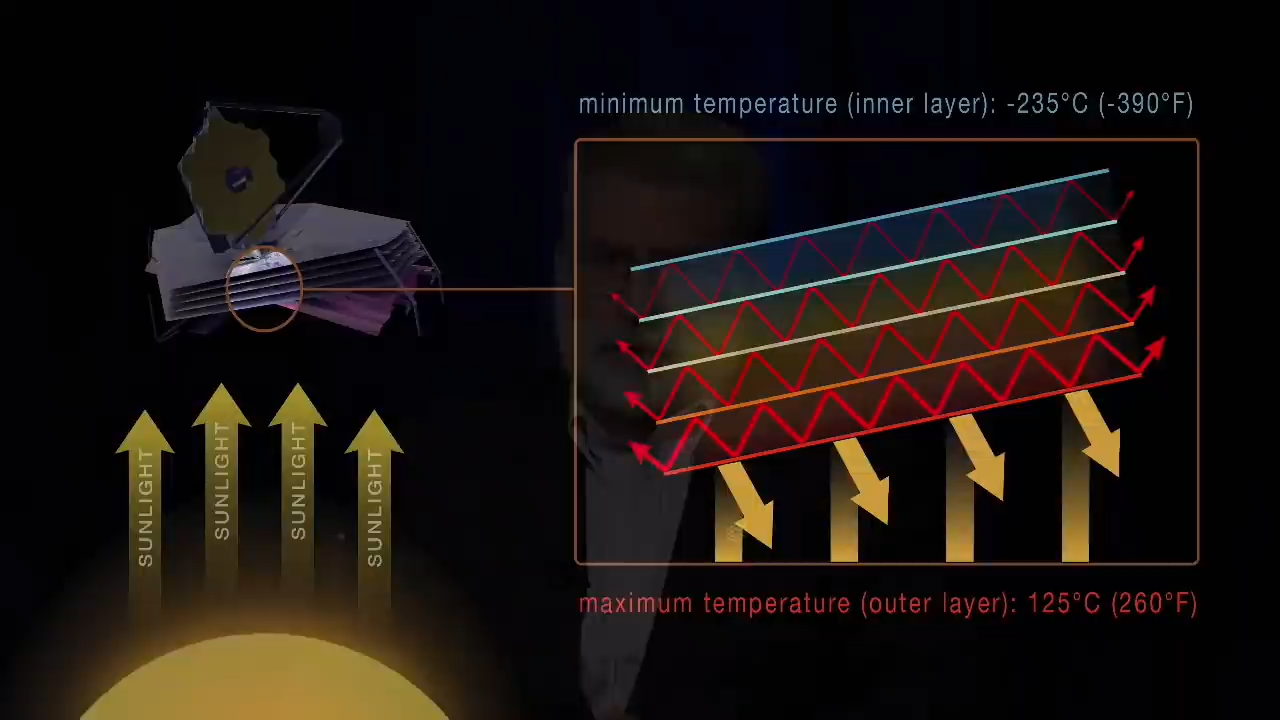 minimum temperature (inner layer): -235°C (-390°F)
SUNLIGHT
SUNLIGHT
SUNLIGHT
SUNLIGHT
maximum temperature (outer layer): 125°C (260°F)